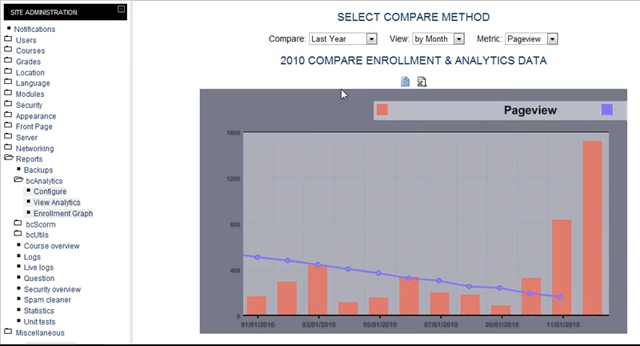 SITE ADMINISTRATION
Notifications
Users
Courses
Grades
Location
Language
Modules
Security
Appearance
Front Page
Server
Networking
Reports
Backups
bcAnalytics
Configure
View Analytics
Enrollment Graph
bcScorm
bcUtils
Course overview
Logs
Live logs
Question
Security overview
Spam cleaner
Statistics
Unit tests
Miscellaneous
SELECT COMPARE METHOD
Compare: Last Year View: by Month Metric: Pageview
2010 COMPARE ENROLLMENT & ANALYTICS DATA
Pageview
1600
1200
800
400
0
01/01/2010 03/01/2010 05/01/2010 07/01/2010 09/01/2010 11/01/2010